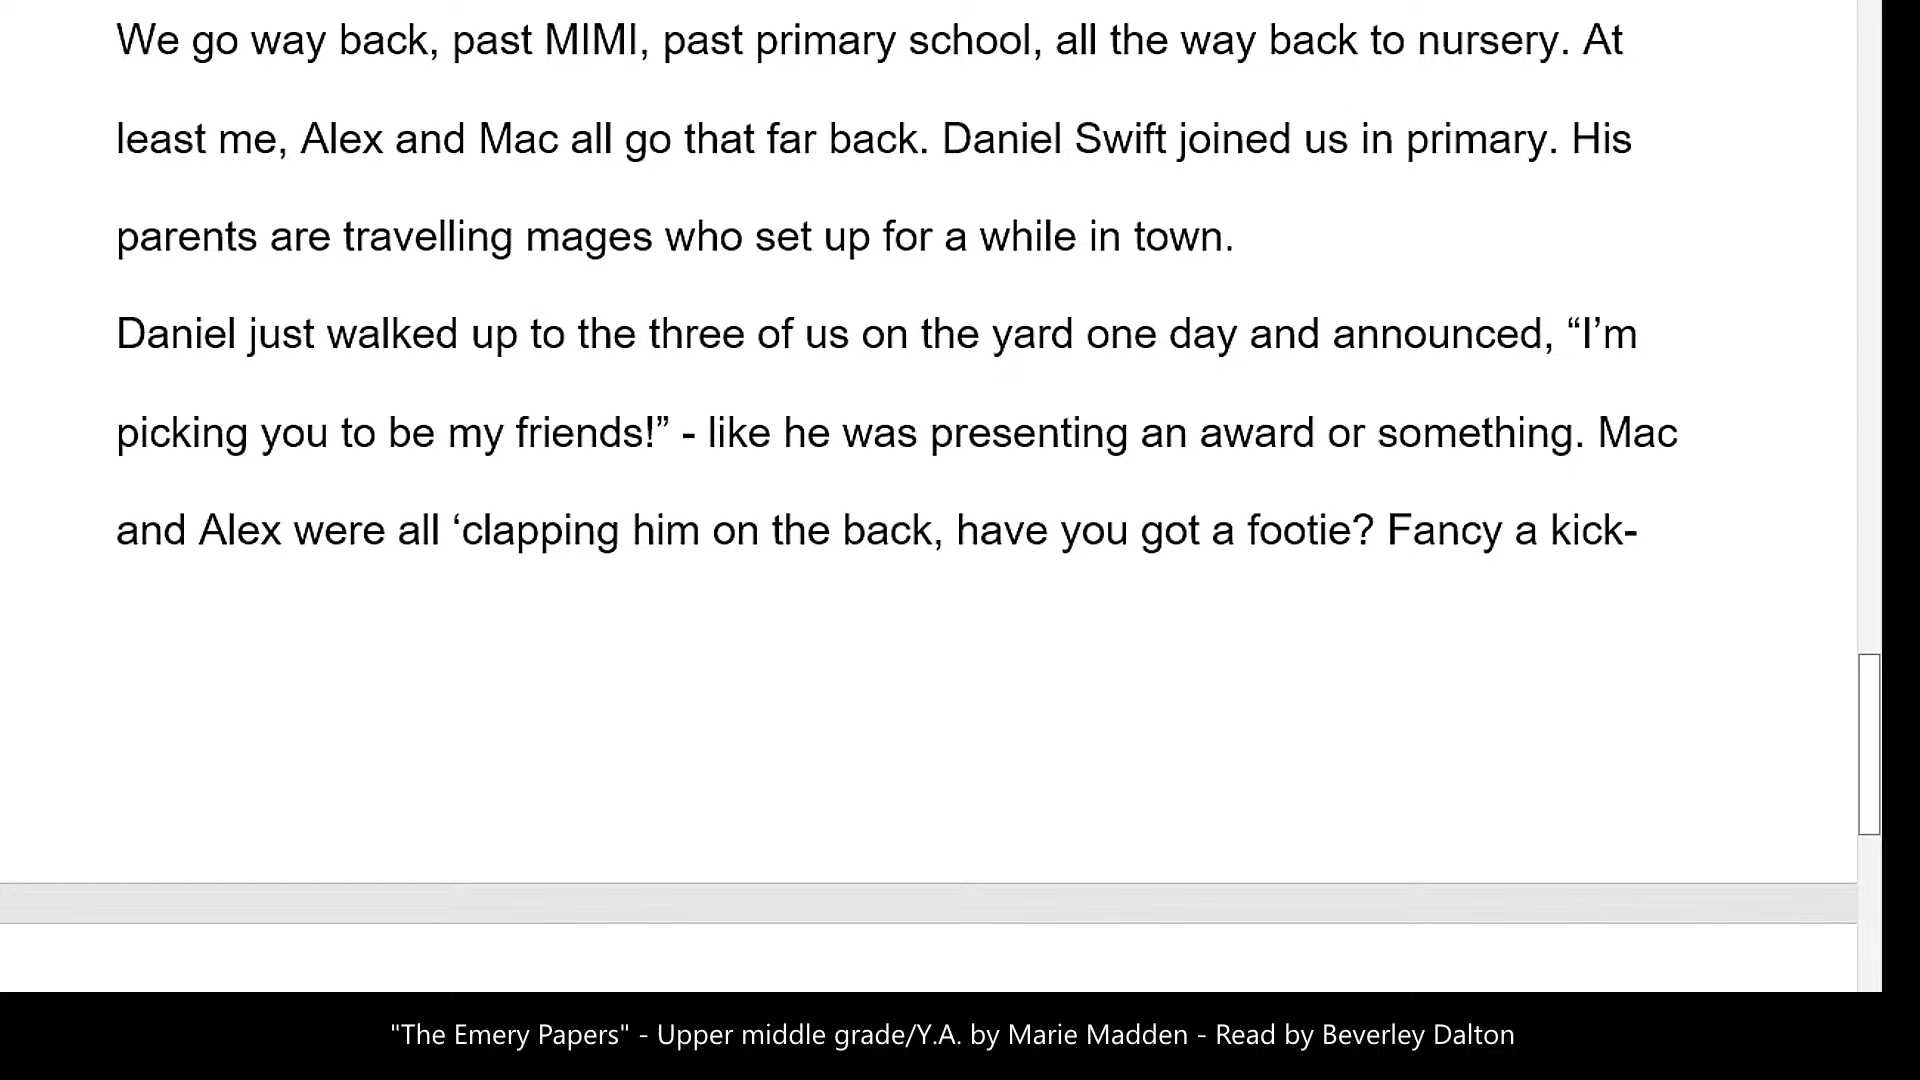 We go way back, past MIMI, past primary school, all the way back to nursery. At
least me, Alex and Mac all go that far back. Daniel Swift joined us in primary. His
parents are travelling mages who set up for a while in town.
Daniel just walked up to the three of us on the yard one day and announced, “I’m
picking you to be my friends!” - like he was presenting an award or something. Mac
and Alex were all ‘clapping him on the back, have you got a footie? Fancy a kick-
"The Emery Papers" - Upper middle grade/Y.A. by Marie Madden - Read by Beverley Dalton